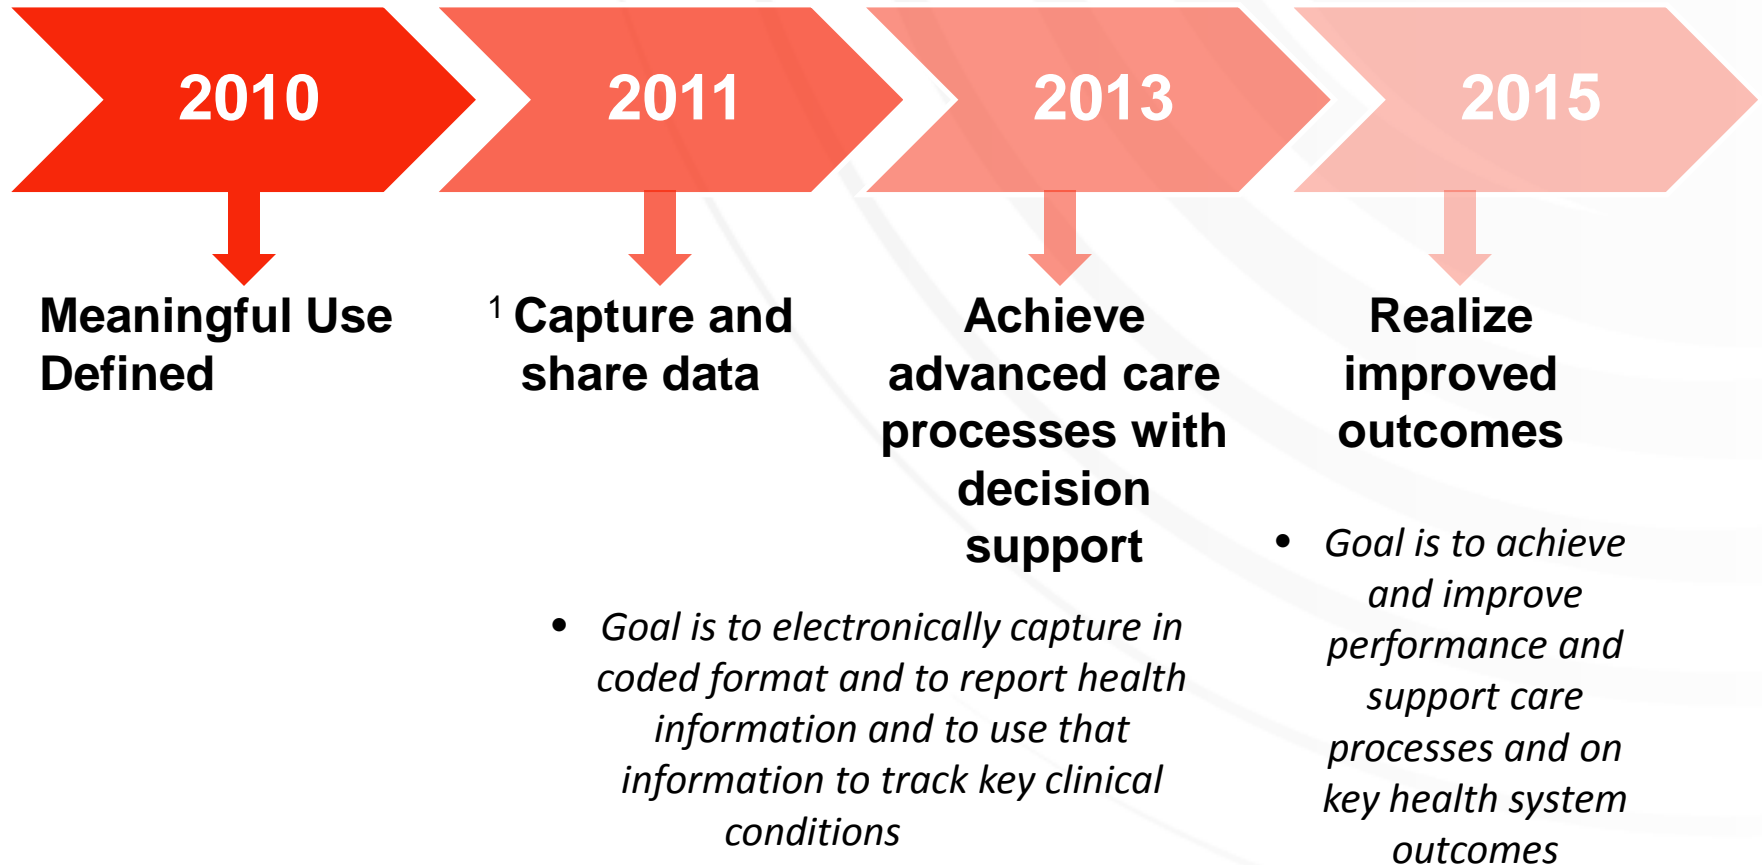 2010
2011
2013
2015
Meaningful Use
Defined
1 Capture and
share data
Achieve
advanced care
processes with
decision
support
Realize
improved
outcomes
• Goal is to electronically capture in
coded format and to report health
information and to use that
information to track key clinical
conditions
• Goal is to achieve
and improve
performance and
support care
processes and on
key health system
outcomes